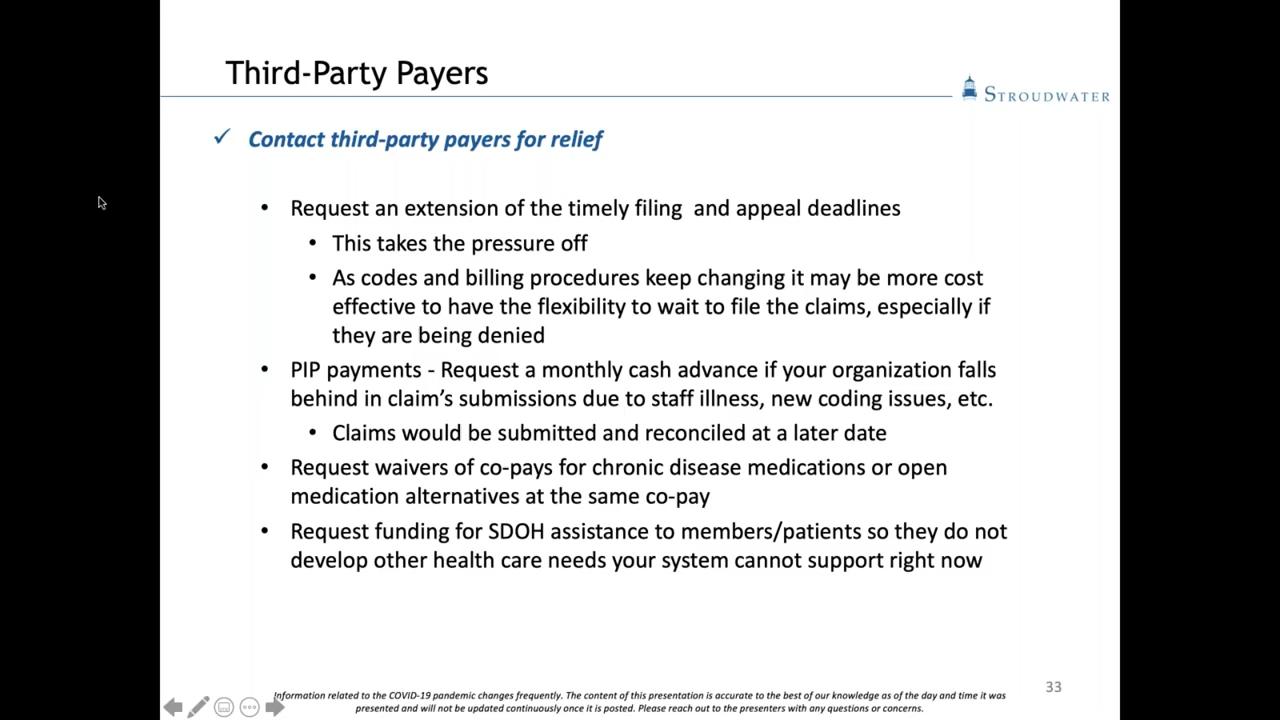 Third-Party Payers
STROUDWATER
✓ Contact third-party payers for relief
• Request an extension of the timely filing and appeal deadlines
• This takes the pressure off
• As codes and billing procedures keep changing it may be more cost
effective to have the flexibility to wait to file the claims, especially if
they are being denied
• PIP payments - Request a monthly cash advance if your organization falls
behind in claim’s submissions due to staff illness, new coding issues, etc.
• Claims would be submitted and reconciled at a later date
• Request waivers of co-pays for chronic disease medications or open
medication alternatives at the same co-pay
• Request funding for SDOH assistance to members/patients so they do not
develop other health care needs your system cannot support right now
33
Information related to the COVID-19 pandemic changes frequently. The content of this presentation is accurate to the best of our knowledge as of the day and time it was
presented and will not be updated continuously once it is posted. Please reach out to the presenters with any questions or concerns.